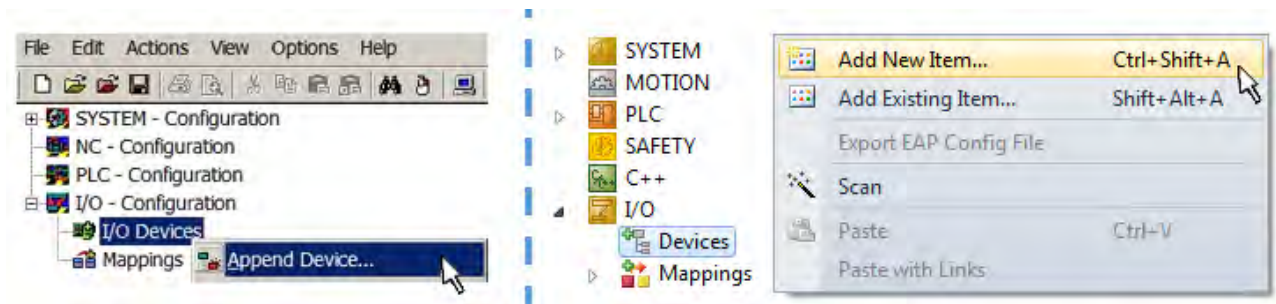 File Edit Actions View Options Help
SYSTEM - Configuration
NC - Configuration
PLC - Configuration
I/O - Configuration
I/O Devices
Mappings
Append Device...
SYSTEM
MOTION
PLC
SAFETY
C++
I/O
Devices
Mappings
Add New Item... Ctrl+Shift+A
Add Existing Item... Shift+Alt+A
Export EAP Config File
Scan
Paste Ctrl+V
Paste with Links